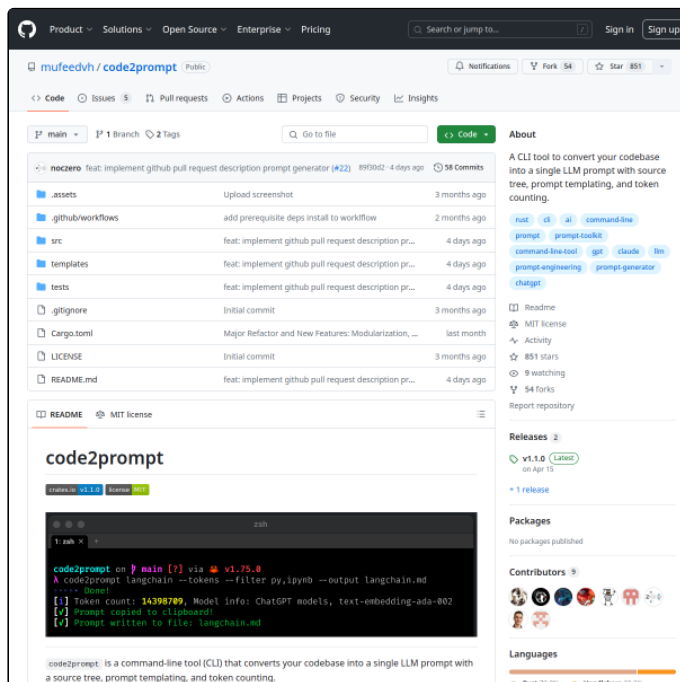 Product Solutions Open Source Enterprise Pricing Search or jump to... / Sign in Sign up
mufeedvh / code2prompt Public Notifications Fork 54 Star 851
Code Issues 5 Pull requests Actions Projects Security Insights
main 1 Branch 2 Tags Go to file Code
noczero feat: implement github pull request description prompt generator (#22) 89f30d2 · 4 days ago 58 Commits
.assets Upload screenshot 3 months ago
.github/workflows add prerequisite deps install to workflow 2 months ago
src feat: implement github pull request description pr... 4 days ago
templates feat: implement github pull request description pr... 4 days ago
tests feat: implement github pull request description pr... 4 days ago
.gitignore Initial commit 3 months ago
Cargo.toml Major Refactor and New Features: Modularization, ... last month
LICENSE Initial commit 3 months ago
README.md feat: implement github pull request description pr... 4 days ago
README MIT license
code2prompt
crates.io v1.1.0 license MIT
zsh
1: zsh × +
code2prompt on main [?] via v1.75.0
λ code2prompt langchain --tokens --filter py,ipynb --output langchain.md
Done!
[i] Token count: 14398709, Model info: ChatGPT models, text-embedding-ada-002
[√] Prompt copied to clipboard!
[√] Prompt written to file: langchain.md
code2prompt is a command-line tool (CLI) that converts your codebase into a single LLM prompt with
a source tree, prompt templating, and token counting.
About
A CLI tool to convert your codebase
into a single LLM prompt with source
tree, prompt templating, and token
counting.
rust cli ai command-line
prompt prompt-toolkit
command-line-tool gpt claude llm
prompt-engineering prompt-generator
chatgpt
Readme
MIT license
Activity
851 stars
9 watching
54 forks
Report repository
Releases 2
v1.1.0 Latest
on Apr 15
+ 1 release
Packages
No packages published
Contributors 9
Languages